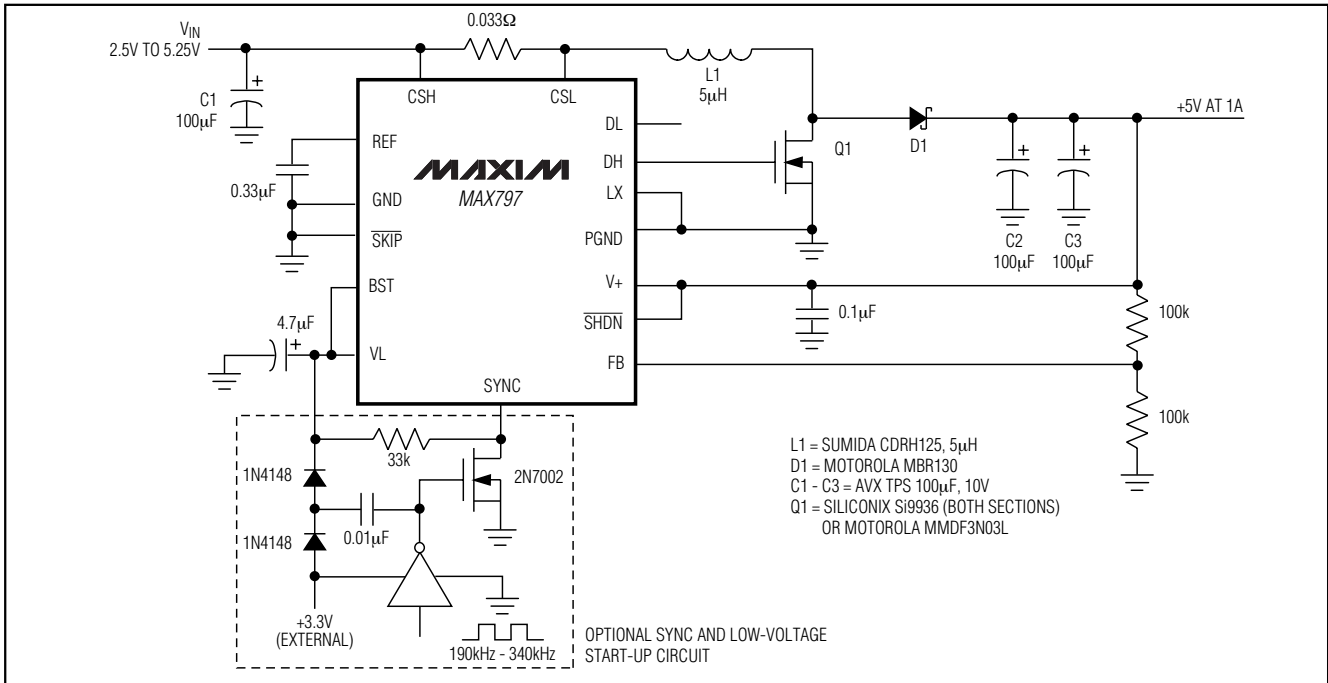 VIN
2.5V TO 5.25V
0.033Ω
C1
100µF
+
CSH
CSL
L1
5µH
+5V AT 1A
DL
REF
DH
Q1
D1
MAXIM
MAX797
0.33µF
LX
GND
+
+
SKIP
PGND
C2
100µF
C3
100µF
BST
V+
4.7µF
+
SHDN
0.1µF
100k
VL
FB
SYNC
33k
100k
1N4148
2N7002
L1 = SUMIDA CDRH125, 5µH
D1 = MOTOROLA MBR130
C1 - C3 = AVX TPS 100µF, 10V
Q1 = SILICONIX Si9936 (BOTH SECTIONS)
OR MOTOROLA MMDF3N03L
1N4148
0.01µF
+3.3V
(EXTERNAL)
190kHz - 340kHz
OPTIONAL SYNC AND LOW-VOLTAGE
START-UP CIRCUIT